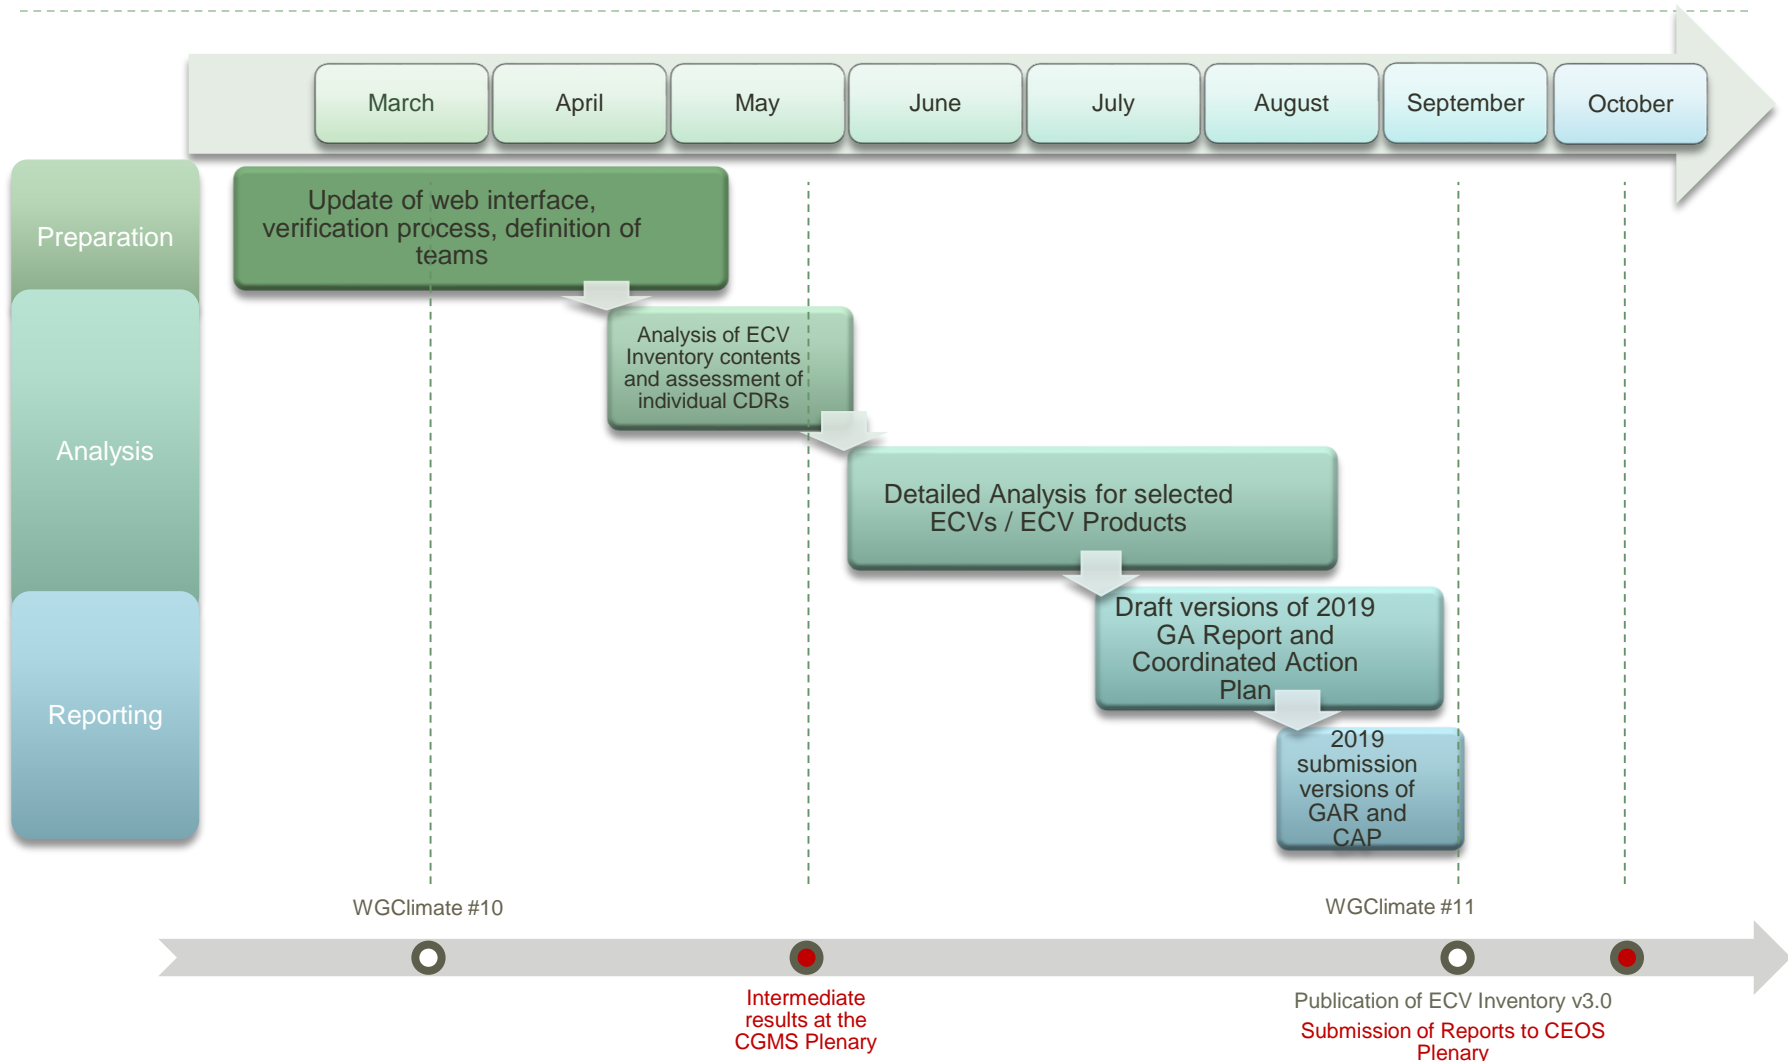 March
April
May
June
July
August
September
October
Preparation
Update of web interface,
verification process, definition of
teams
Analysis
Analysis of ECV
Inventory contents
and assessment of
individual CDRs
Detailed Analysis for selected
ECVs / ECV Products
Reporting
Draft versions of 2019
GA Report and
Coordinated Action
Plan
2019
submission
versions of
GAR and
CAP
WGClimate #10
WGClimate #11
Intermediate
results at the
CGMS Plenary
Publication of ECV Inventory v3.0
Submission of Reports to CEOS
Plenary